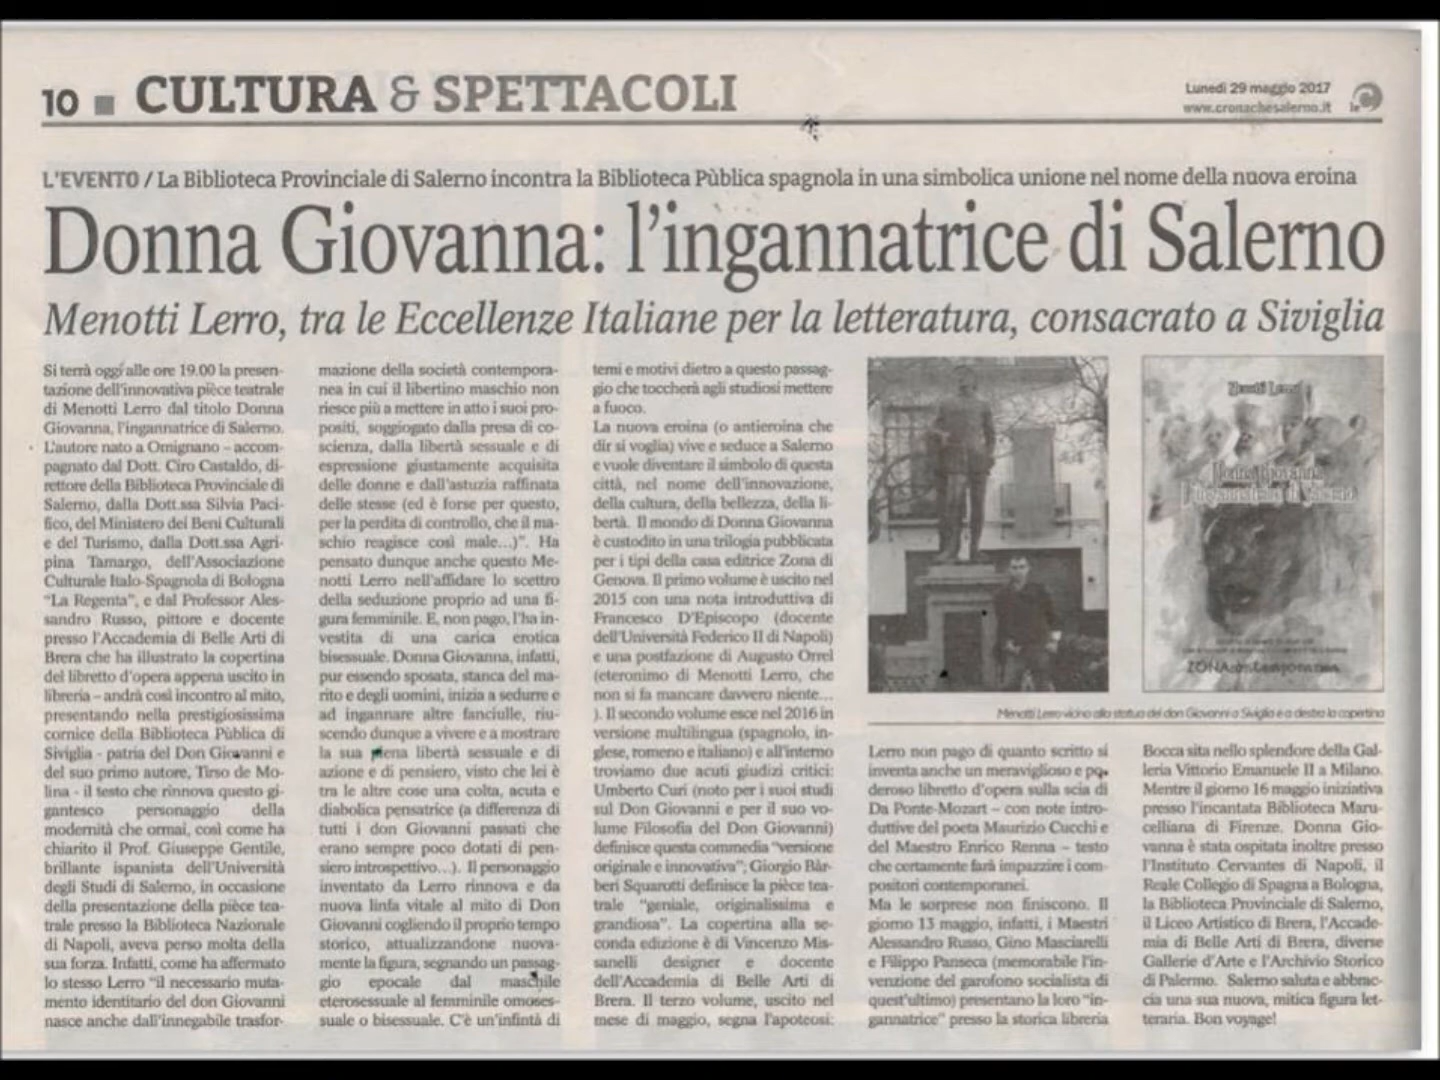 10 ■ CULTURA & SPETTACOLI
Lunedì 29 maggio 2017
www.cronachesalerno.it
le
L'EVENTO / La Biblioteca Provinciale di Salerno incontra la Biblioteca Pùblica spagnola in una simbolica unione nel nome della nuova eroina
Donna Giovanna: l'ingannatrice di Salerno
Menotti Lerro, tra le Eccellenze Italiane per la letteratura, consacrato a Siviglia
Si terrà oggi alle ore 19.00 la presen-
tazione dell'innovativa pièce teatrale
di Menotti Lerro dal titolo Donna
Giovanna, l'ingannatrice di Salerno.
L'autore nato a Omignano – accom-
pagnato dal Dott. Ciro Castaldo, di-
rettore della Biblioteca Provinciale di
Salerno, dalla Dott.ssa Silvia Paci-
fico, del Ministero dei Beni Culturali
e del Turismo, dalla Dott.ssa Agri-
pina Tamargo, dell'Associazione
Culturale Italo-Spagnola di Bologna
"La Regenta", e dal Professor Ales-
sandro Russo, pittore e docente
presso l'Accademia di Belle Arti di
Brera che ha illustrato la copertina
del libretto d'opera appena uscito in
libreria – andrà così incontro al mito,
presentando nella prestigiosissima
cornice della Biblioteca Pùblica di
Siviglia - patria del Don Giovanni e
del suo primo autore, Tirso de Mo-
lina - il testo che rinnova questo gi-
gantesco personaggio della
modernità che ormai, così come ha
chiarito il Prof. Giuseppe Gentile,
brillante ispanista dell'Università
degli Studi di Salerno, in occasione
della presentazione della pièce tea-
trale presso la Biblioteca Nazionale
di Napoli, aveva perso molta della
sua forza. Infatti, come ha affermato
lo stesso Lerro "il necessario muta-
mento identitario del don Giovanni
nasce anche dall'innegabile trasfor-
mazione della società contempora-
nea in cui il libertino maschio non
riesce più a mettere in atto i suoi pro-
positi, soggiogato dalla presa di co-
scienza, dalla libertà sessuale e di
espressione giustamente acquisita
delle donne e dall'astuzia raffinata
delle stesse (ed è forse per questo,
per la perdita di controllo, che il ma-
schio reagisce così male...)". Ha
pensato dunque anche questo Me-
notti Lerro nell'affidare lo scettro
della seduzione proprio ad una fi-
gura femminile. E, non pago, l'ha in-
vestita di una carica erotica
bisessuale. Donna Giovanna, infatti,
pur essendo sposata, stanca del ma-
rito e degli uomini, inizia a sedurre e
ad ingannare altre fanciulle, riu-
scendo dunque a vivere e a mostrare
la sua piena libertà sessuale e di
azione e di pensiero, visto che lei è
tra le altre cose una colta, acuta e
diabolica pensatrice (a differenza di
tutti i don Giovanni passati che
erano sempre poco dotati di pen-
siero introspettivo...). Il personaggio
inventato da Lerro rinnova e da
nuova linfa vitale al mito di Don
Giovanni cogliendo il proprio tempo
storico, attualizzandone nuova-
mente la figura, segnando un passag-
gio epocale dal maschile
eterosessuale al femminile omoses-
suale o bisessuale. C'è un'infintà di
temi e motivi dietro a questo passag-
gio che toccherà agli studiosi mettere
a fuoco.
La nuova eroina (o antieroina che
dir si voglia) vive e seduce a Salerno
e vuole diventare il simbolo di questa
città, nel nome dell'innovazione,
della cultura, della bellezza, della li-
bertà. Il mondo di Donna Giovanna
è custodito in una trilogia pubblicata
per i tipi della casa editrice Zona di
Genova. Il primo volume è uscito nel
2015 con una nota introduttiva di
Francesco D'Episcopo (docente
dell'Università Federico II di Napoli)
e una postfazione di Augusto Orrel
(eteronimo di Menotti Lerro, che
non si fa mancare davvero niente...
). Il secondo volume esce nel 2016 in
versione multilingua (spagnolo, in-
glese, romeno e italiano) e all'interno
troviamo due acuti giudizi critici:
Umberto Curi (noto per i suoi studi
sul Don Giovanni e per il suo vo-
lume Filosofia del Don Giovanni)
definisce questa commedia "versione
originale e innovativa"; Giorgio Bàr-
beri Squarotti definisce la pièce tea-
trale "geniale, originalissima e
grandiosa". La copertina alla se-
conda edizione è di Vincenzo Mis-
sanelli designer e docente
dell'Accademia di Belle Arti di
Brera. Il terzo volume, uscito nel
mese di maggio, segna l'apoteosi:
Menotti Lerro
Donna Giovanna
l'ingannatrice di Salerno
ZONAcontemporanea
Menotti Lerro vicino alla statua del don Giovanni a Siviglia e a destra la copertina
Lerro non pago di quanto scritto si
inventa anche un meraviglioso e po-
deroso libretto d'opera sulla scia di
Da Ponte-Mozart – con note intro-
duttive del poeta Maurizio Cucchi e
del Maestro Enrico Renna – testo
che certamente farà impazzire i com-
positori contemporanei.
Ma le sorprese non finiscono. Il
giorno 13 maggio, infatti, i Maestri
Alessandro Russo, Gino Masciarelli
e Filippo Panseca (memorabile l'in-
venzione del garofono socialista di
quest'ultimo) presentano la loro "in-
gannatrice" presso la storica libreria
Bocca sita nello splendore della Gal-
leria Vittorio Emanuele II a Milano.
Mentre il giorno 16 maggio iniziativa
presso l'incantata Biblioteca Maru-
celliana di Firenze. Donna Gio-
vanna è stata ospitata inoltre presso
l'Instituto Cervantes di Napoli, il
Reale Collegio di Spagna a Bologna,
la Biblioteca Provinciale di Salerno,
il Liceo Artistico di Brera, l'Accade-
mia di Belle Arti di Brera, diverse
Gallerie d'Arte e l'Archivio Storico
di Palermo. Salerno saluta e abbrac-
cia una sua nuova, mitica figura let-
teraria. Bon voyage!